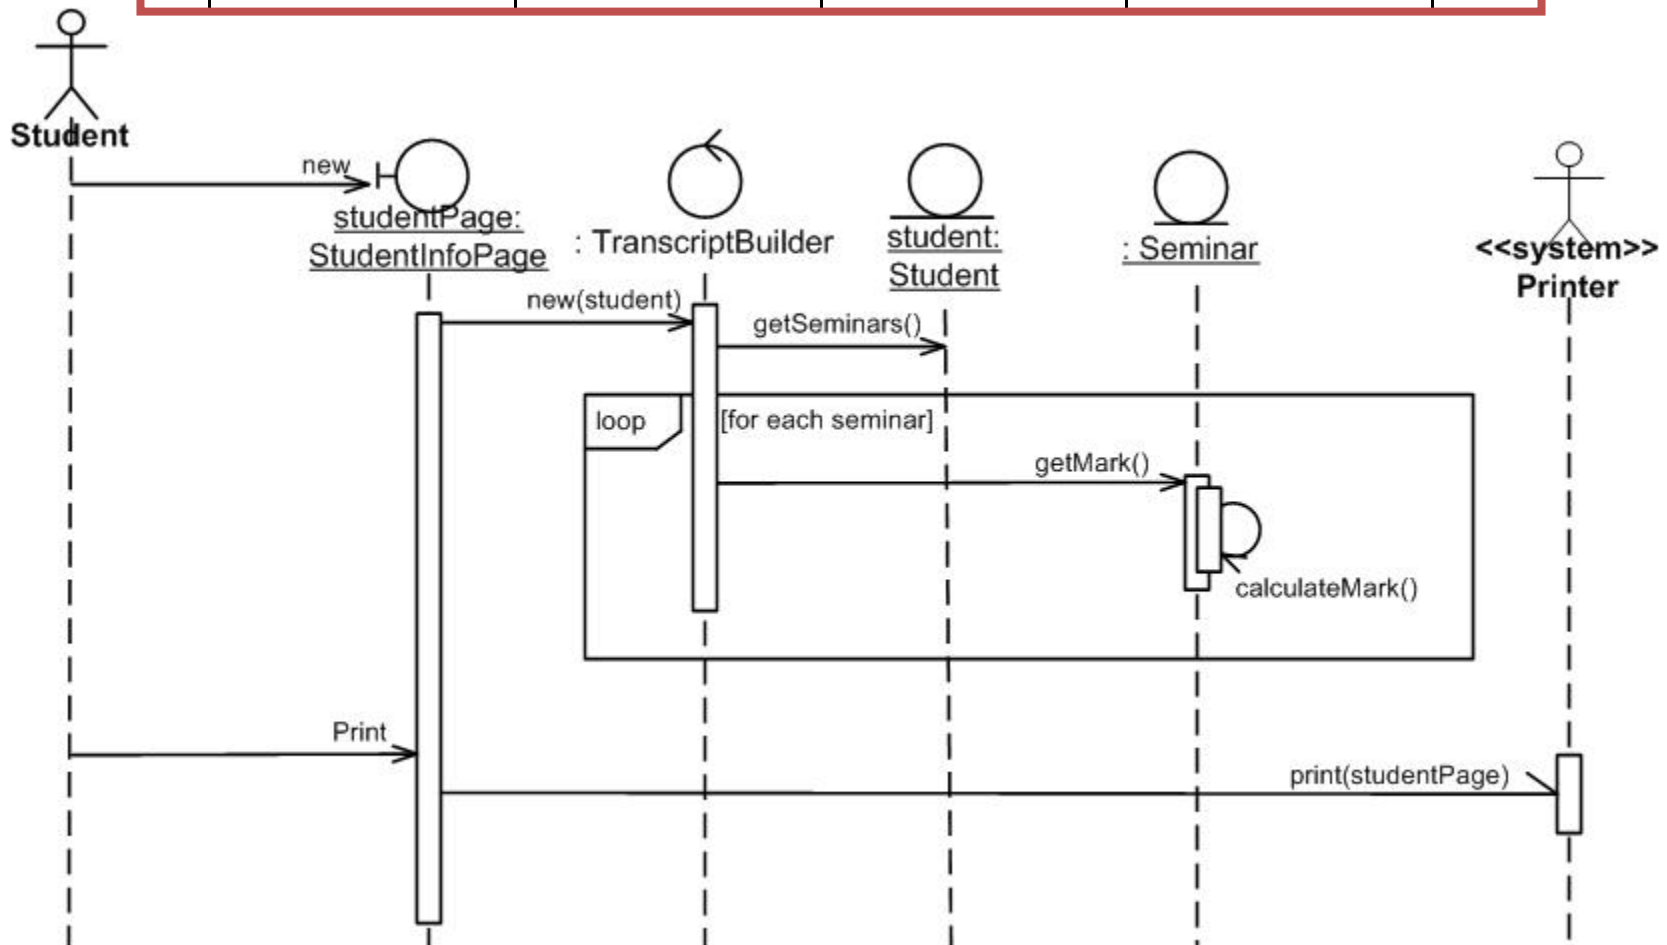 Student
new
studentPage:
StudentInfoPage
: TranscriptBuilder
student:
Student
: Seminar
<<system>>
Printer
new(student)
getSeminars()
loop
[for each seminar]
getMark()
calculateMark()
Print
print(studentPage)